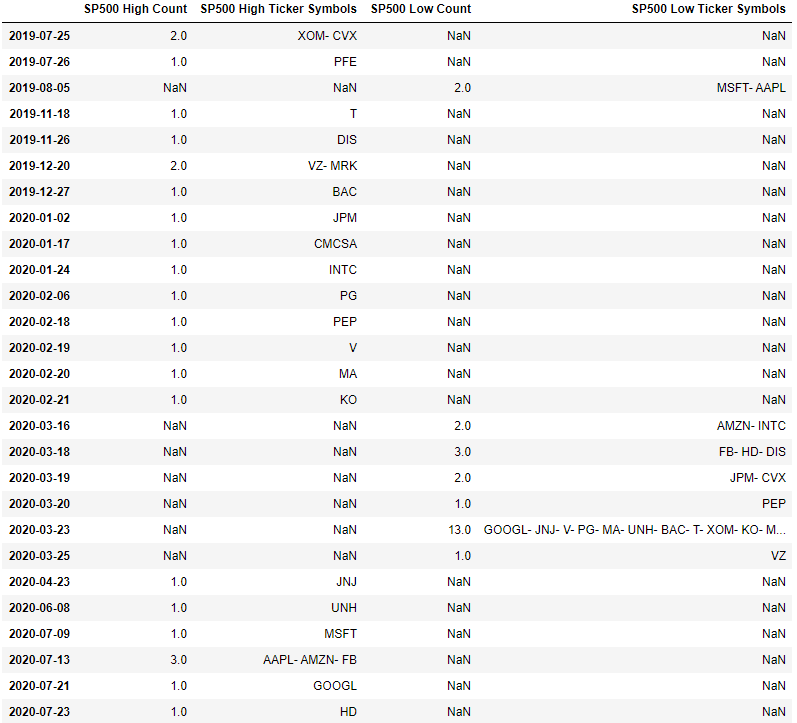 SP500 High Count SP500 High Ticker Symbols SP500 Low Count SP500 Low Ticker Symbols
2019-07-25 2.0 XOM- CVX NaN NaN
2019-07-26 1.0 PFE NaN NaN
2019-08-05 NaN NaN 2.0 MSFT- AAPL
2019-11-18 1.0 T NaN NaN
2019-11-26 1.0 DIS NaN NaN
2019-12-20 2.0 VZ- MRK NaN NaN
2019-12-27 1.0 BAC NaN NaN
2020-01-02 1.0 JPM NaN NaN
2020-01-17 1.0 CMCSA NaN NaN
2020-01-24 1.0 INTC NaN NaN
2020-02-06 1.0 PG NaN NaN
2020-02-18 1.0 PEP NaN NaN
2020-02-19 1.0 V NaN NaN
2020-02-20 1.0 MA NaN NaN
2020-02-21 1.0 KO NaN NaN
2020-03-16 NaN NaN 2.0 AMZN- INTC
2020-03-18 NaN NaN 3.0 FB- HD- DIS
2020-03-19 NaN NaN 2.0 JPM- CVX
2020-03-20 NaN NaN 1.0 PEP
2020-03-23 NaN NaN 13.0 GOOGL- JNJ- V- PG- MA- UNH- BAC- T- XOM- KO- M...
2020-03-25 NaN NaN 1.0 VZ
2020-04-23 1.0 JNJ NaN NaN
2020-06-08 1.0 UNH NaN NaN
2020-07-09 1.0 MSFT NaN NaN
2020-07-13 3.0 AAPL- AMZN- FB NaN NaN
2020-07-21 1.0 GOOGL NaN NaN
2020-07-23 1.0 HD NaN NaN